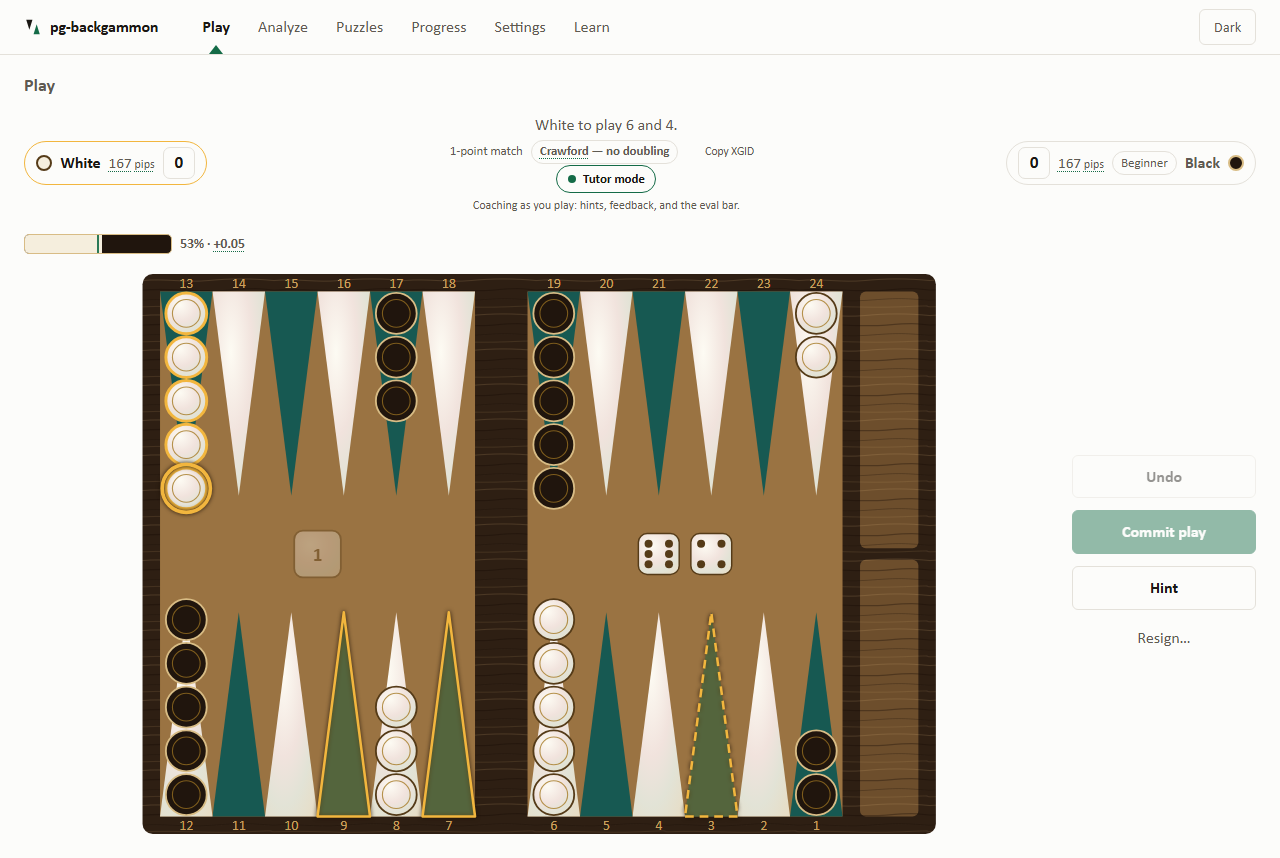 pg-backgammon Play Analyze Puzzles Progress Settings Learn Dark
Play
White to play 6 and 4.
White 167 pips 0
1-point match Crawford — no doubling Copy XGID
0 167 pips Beginner Black
Tutor mode
Coaching as you play: hints, feedback, and the eval bar.
53% · +0.05
13 14 15 16 17 18 19 20 21 22 23 24
1
Undo
Commit play
Hint
Resign...
12 11 10 9 8 7 6 5 4 3 2 1